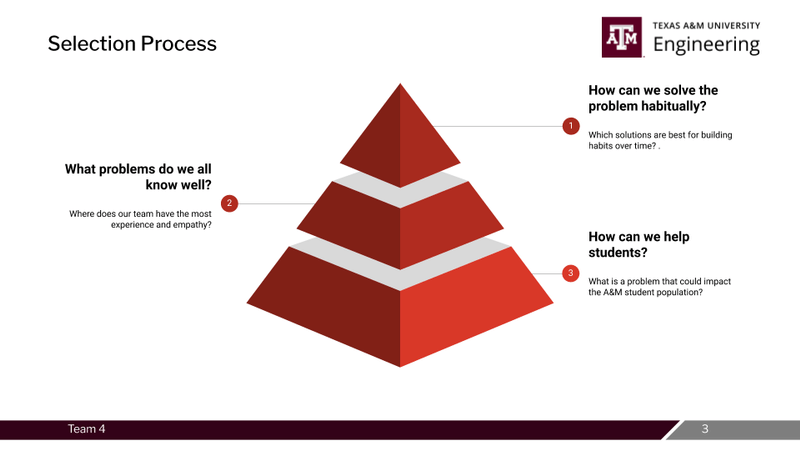 Selection Process
TEXAS A&M UNIVERSITY
Engineering
ATM
How can we solve the
problem habitually?
1
Which solutions are best for building
habits over time? .
What problems do we all
know well?
2
Where does our team have the most
experience and empathy?
How can we help
students?
3
What is a problem that could impact
the A&M student population?
Team 4
3